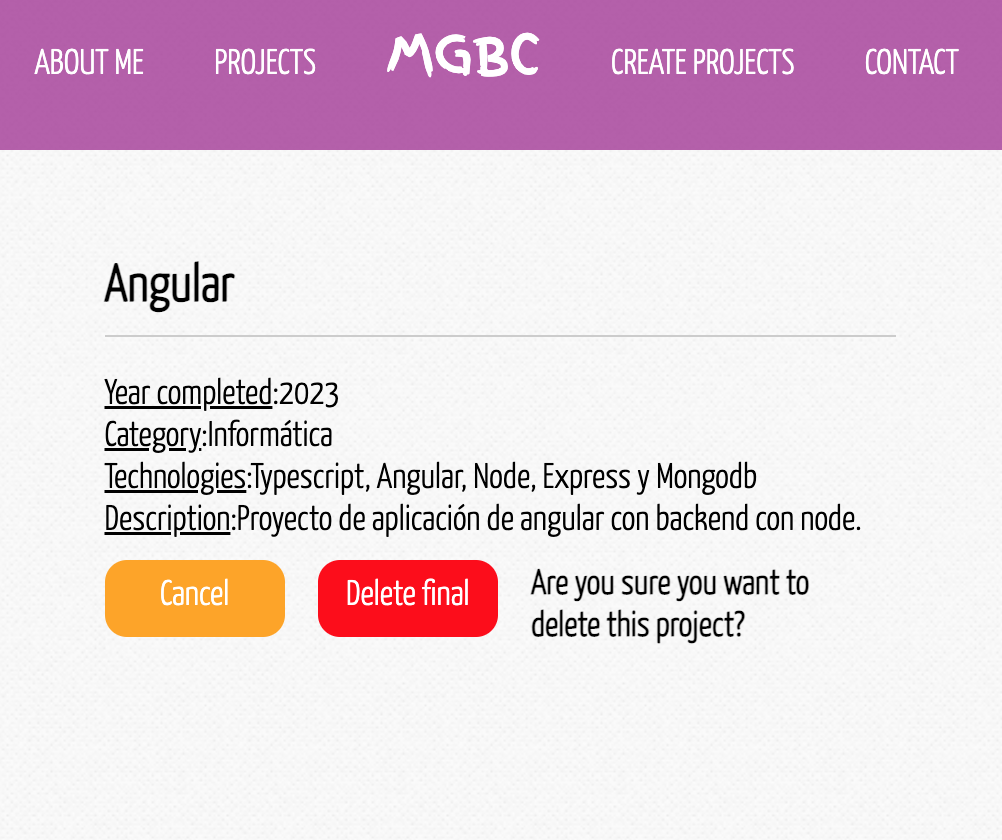 ABOUT ME PROJECTS MGBC CREATE PROJECTS CONTACT
Angular
Year completed:2023
Category:Informática
Technologies:Typescript, Angular, Node, Express y Mongodb
Description:Proyecto de aplicación de angular con backend con node.
Cancel
Delete final
Are you sure you want to
delete this project?